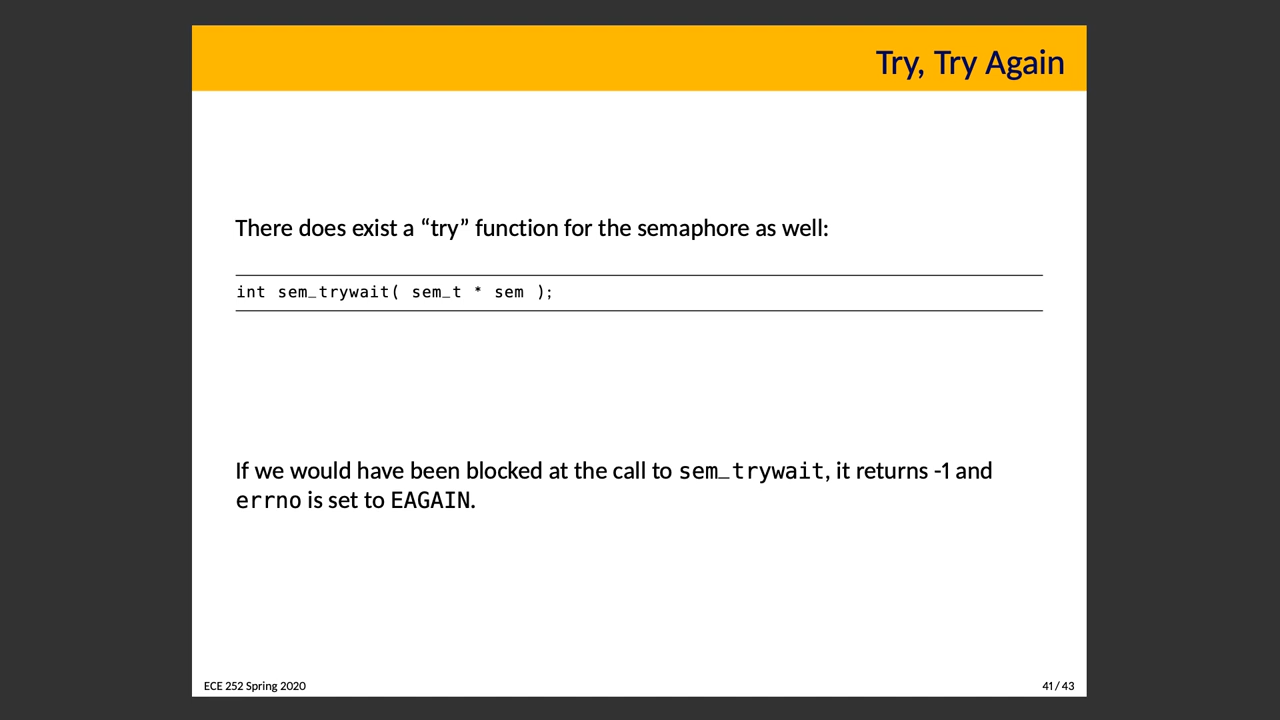 Try, Try Again
There does exist a “try” function for the semaphore as well:
int sem_trywait( sem_t * sem );
If we would have been blocked at the call to sem_trywait, it returns -1 and
errno is set to EAGAIN.
ECE 252 Spring 2020
41 / 43